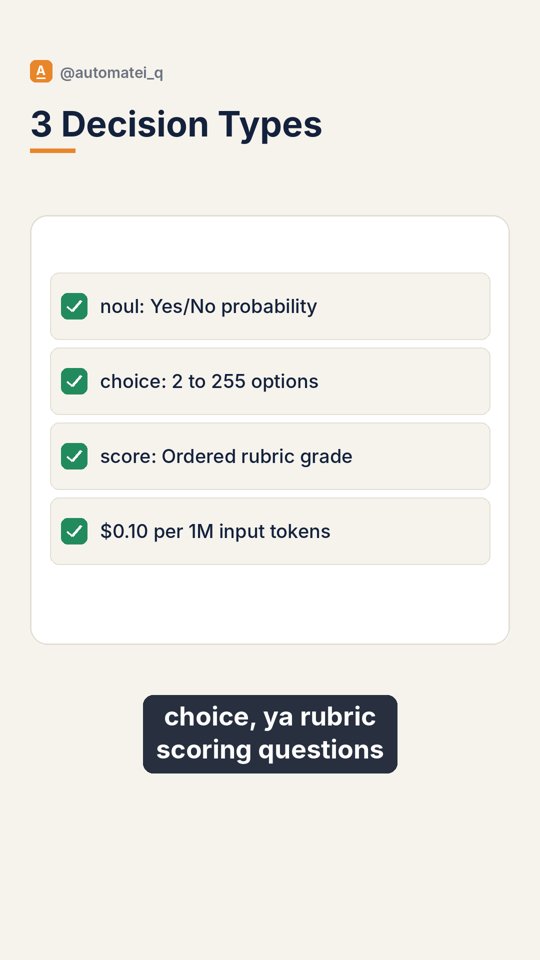 A
@automatei_q
3 Decision Types
noul: Yes/No probability
choice: 2 to 255 options
score: Ordered rubric grade
$0.10 per 1M input tokens
choice, ya rubric
scoring questions